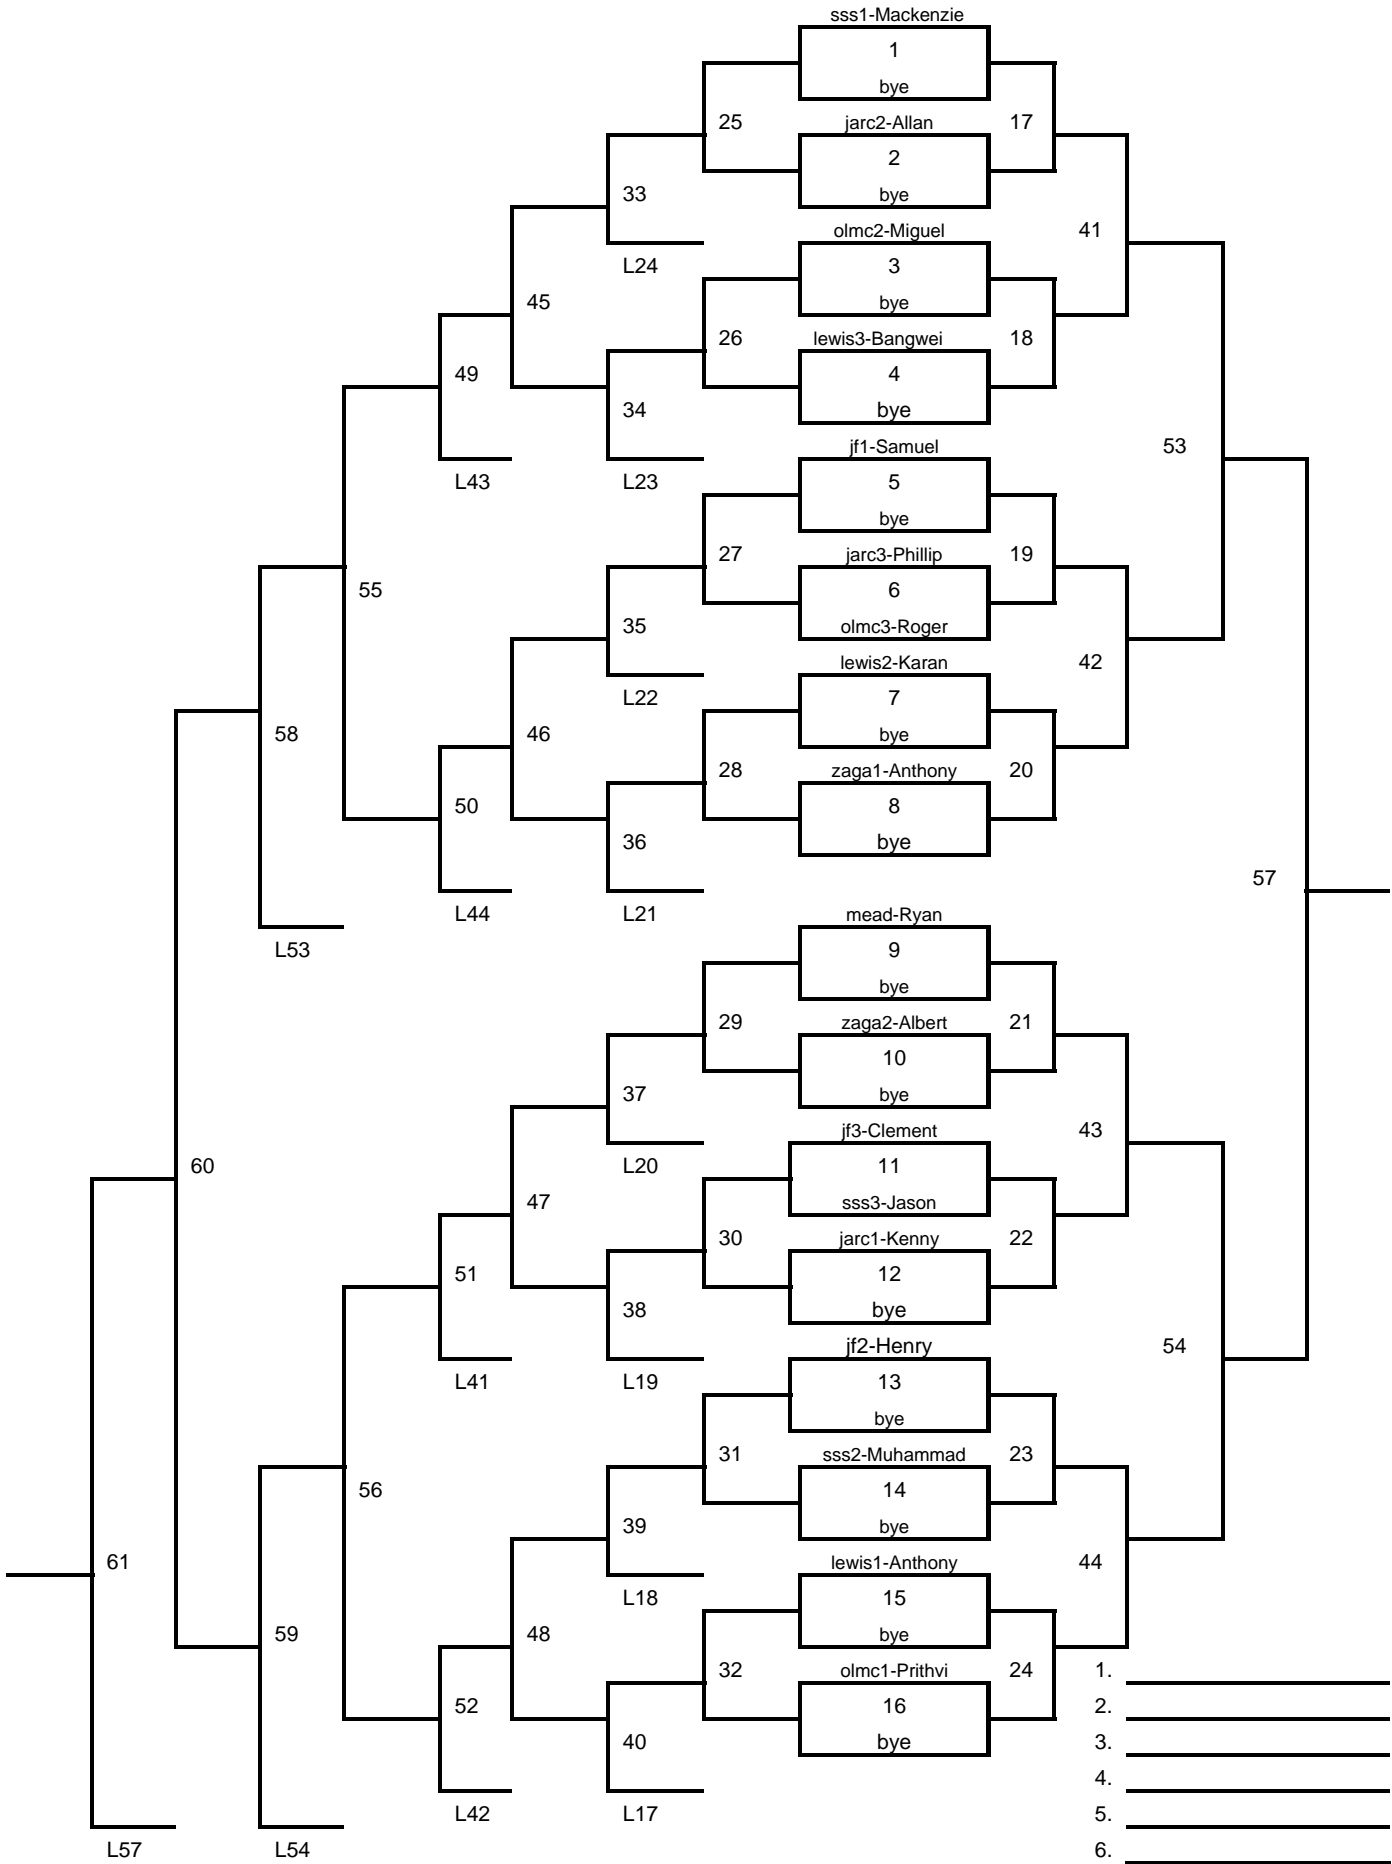 sss1-Mackenzie
1
bye
25
jarc2-Allan
17
2
bye
33
olmc2-Miguel
41
L24
3
45
bye
26
lewis3-Bangwei
18
49
4
34
bye
jf1-Samuel
53
L43
L23
5
bye
27
jarc3-Phillip
19
55
6
35
olmc3-Roger
lewis2-Karan
42
L22
7
58
46
bye
28
zaga1-Anthony
20
50
8
36
bye
57
L44
L21
mead-Ryan
L53
9
bye
29
zaga2-Albert
21
10
37
bye
jf3-Clement
43
60
L20
11
47
sss3-Jason
30
jarc1-Kenny
22
51
12
38
bye
jf2-Henry
54
L41
L19
13
bye
31
sss2-Muhammad
23
56
14
39
bye
61
lewis1-Anthony
44
L18
15
59
48
bye
32
olmc1-Prithvi
24
1.
52
16
2.
40
bye
3.
4.
L42
L17
5.
L57
L54
6.